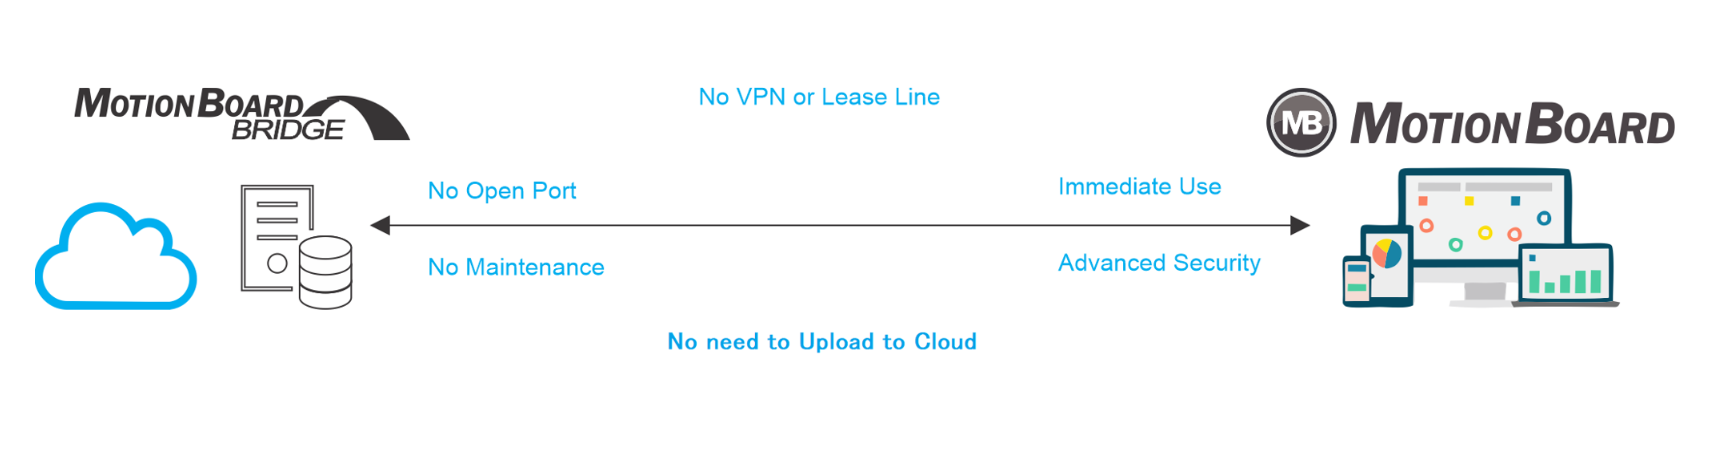 MOTIONBOARD
BRIDGE
No VPN or Lease Line
MB MOTIONBOARD
No Open Port
Immediate Use
No Maintenance
Advanced Security
No need to Upload to Cloud